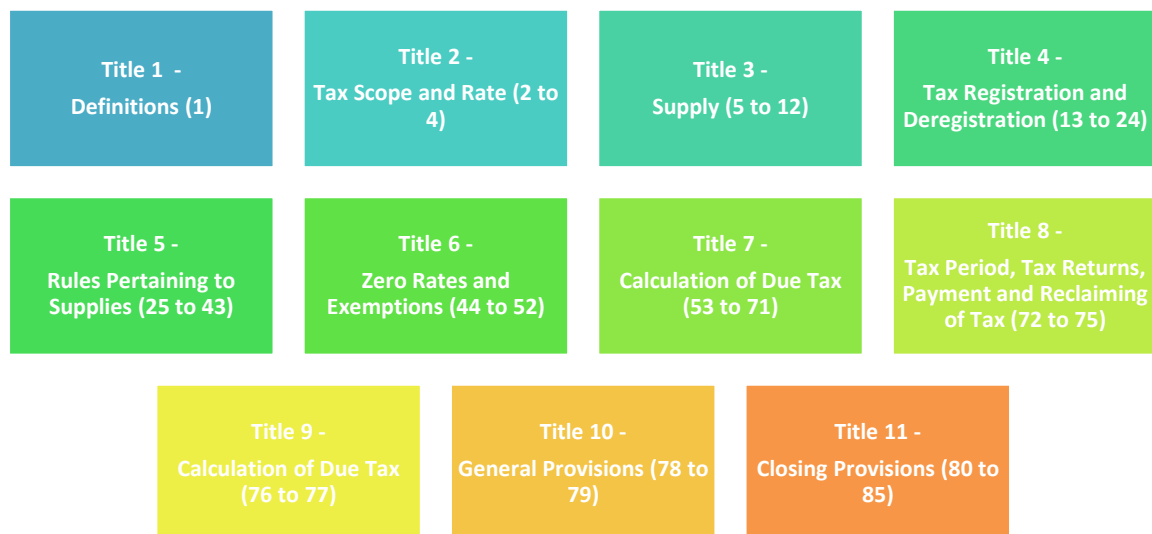 Title 1 -
Definitions (1)
Title 2 -
Tax Scope and Rate (2 to
4)
Title 3 -
Supply (5 to 12)
Title 4 -
Tax Registration and
Deregistration (13 to 24)
Title 5 -
Rules Pertaining to
Supplies (25 to 43)
Title 6 -
Zero Rates and
Exemptions (44 to 52)
Title 7 -
Calculation of Due Tax
(53 to 71)
Title 8 -
Tax Period, Tax Returns,
Payment and Reclaiming
of Tax (72 to 75)
Title 9 -
Calculation of Due Tax
(76 to 77)
Title 10 -
General Provisions (78 to
79)
Title 11 -
Closing Provisions (80 to
85)